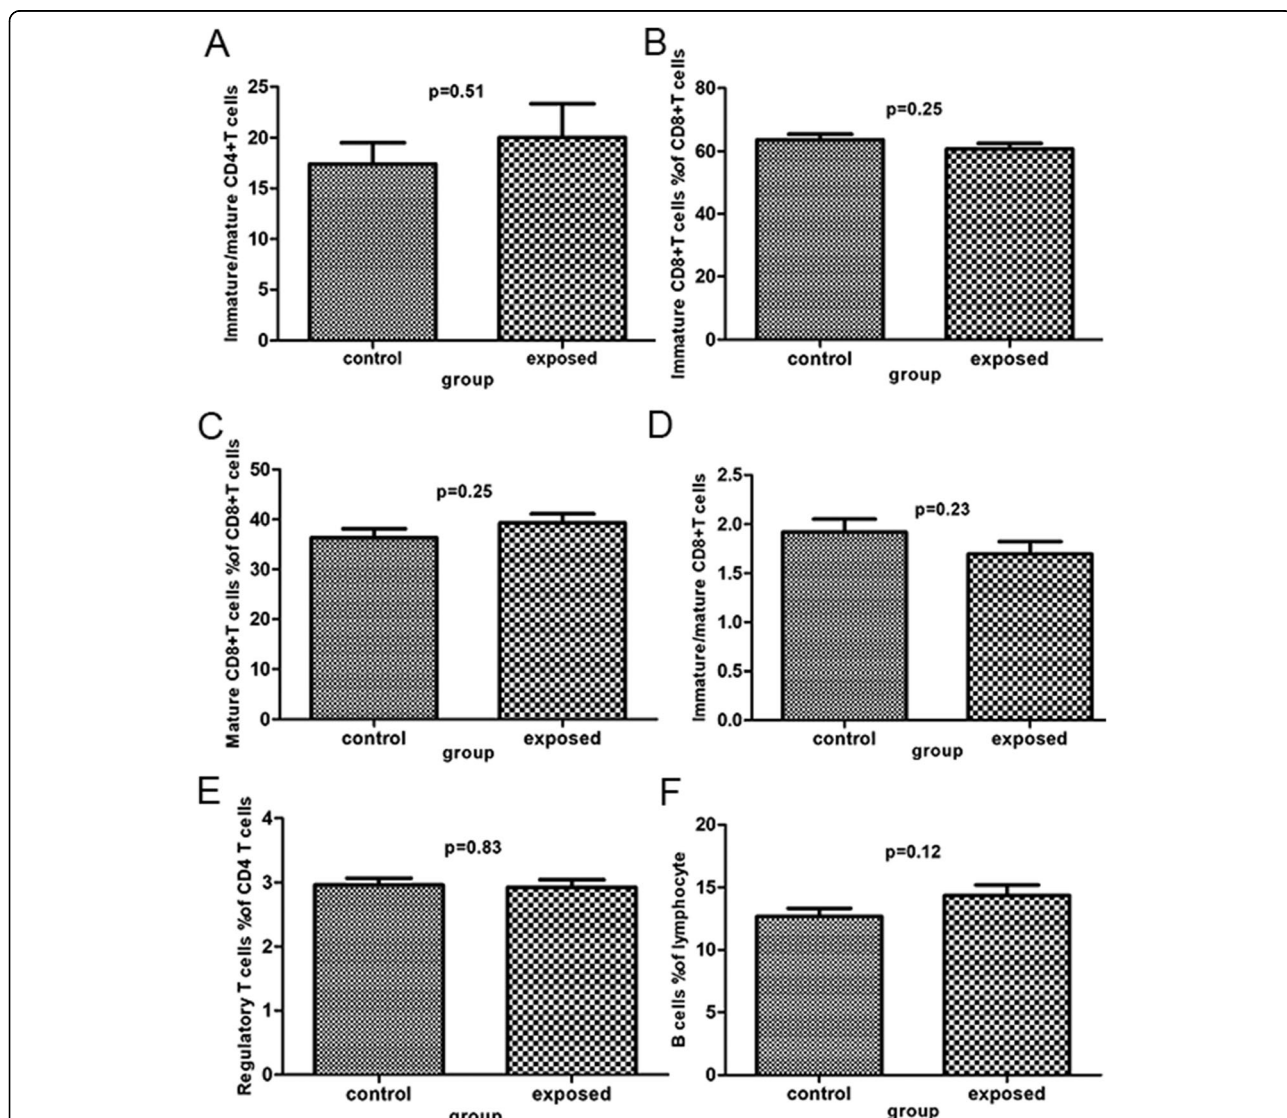 A
Immature/mature CD4+T cells
25
20
15
10
5
0
p=0.51
control
exposed
group
B
Immature CD8+T cells %of CD8+T cells
80
60
40
20
0
p=0.25
control
exposed
group
C
Mature CD8+T cells %of CD8+T cells
50
40
30
20
10
0
p=0.25
control
exposed
group
D
Immature/mature CD8+T cells
2.5
2.0
1.5
1.0
0.5
0.0
p=0.23
control
exposed
group
E
Regulatory T cells %of CD4 T cells
4
3
2
1
0
p=0.83
control
exposed
group
F
B cells %of lymphocyte
20
15
10
5
0
p=0.12
control
exposed
group